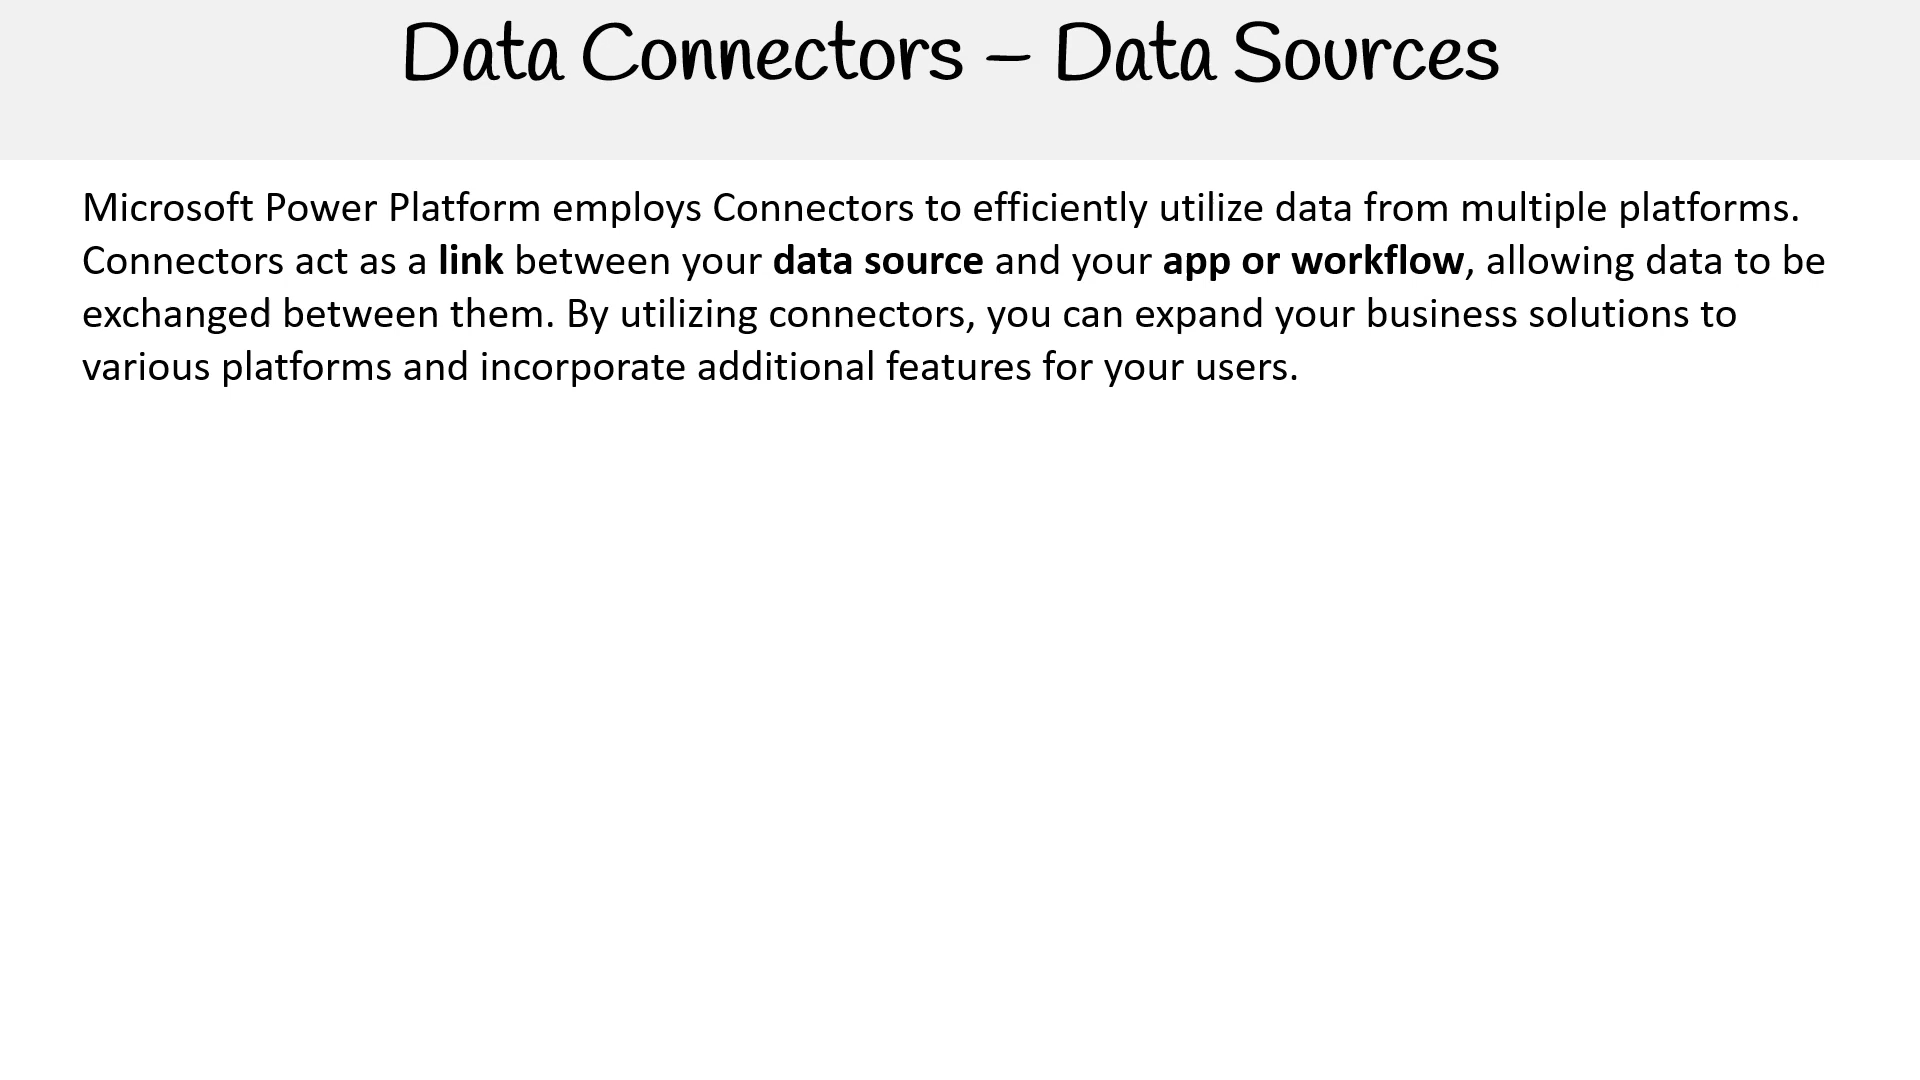 Data Connectors – Data Sources
Microsoft Power Platform employs Connectors to efficiently utilize data from multiple platforms.
Connectors act as a link between your data source and your app or workflow, allowing data to be
exchanged between them. By utilizing connectors, you can expand your business solutions to
various platforms and incorporate additional features for your users.